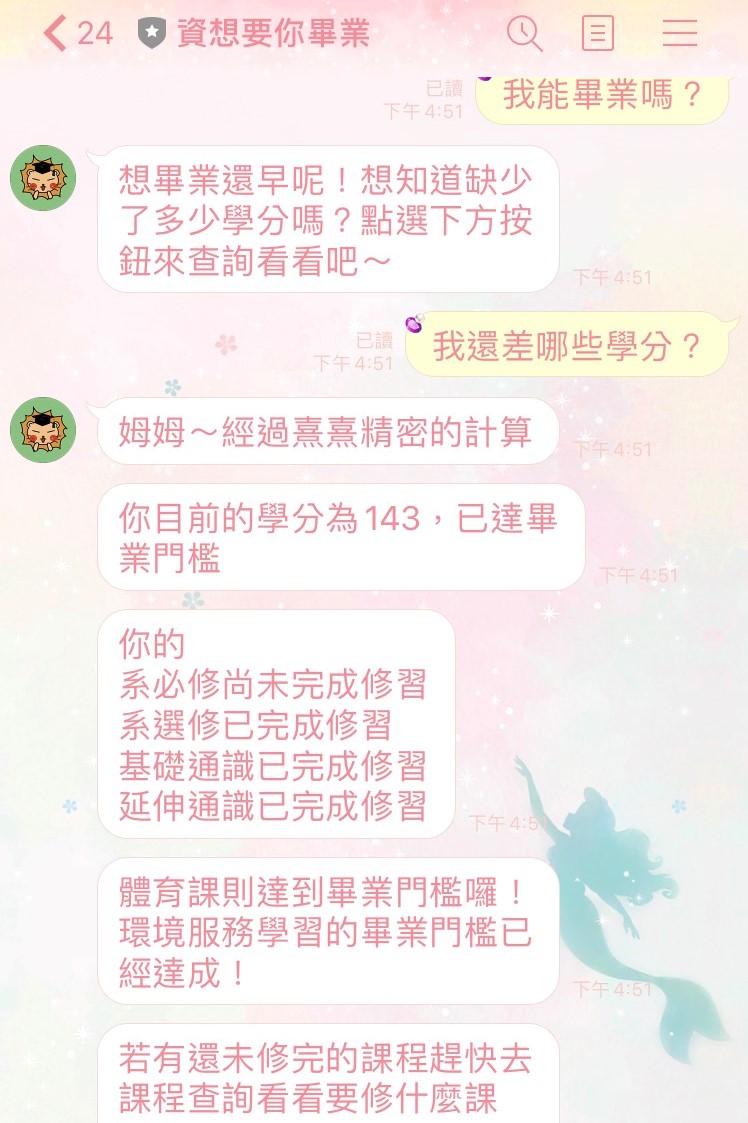 24 資想要你畢業
我能畢業嗎？
已讀
下午4:51
想畢業還早呢！想知道缺少
了多少學分嗎？點選下方按
鈕來查詢看看吧～
下午4:51
我還差哪些學分？
已讀
下午4:51
姆姆～經過熹熹精密的計算
下午4:51
你目前的學分為143，已達畢
業門檻
下午4:51
你的
系必修尚未完成修習
系選修已完成修習
基礎通識已完成修習
延伸通識已完成修習
下午4:51
體育課則達到畢業門檻囉！
環境服務學習的畢業門檻已
經達成！
下午4:51
若有還未修完的課程趕快去
課程查詢看看要修什麼課